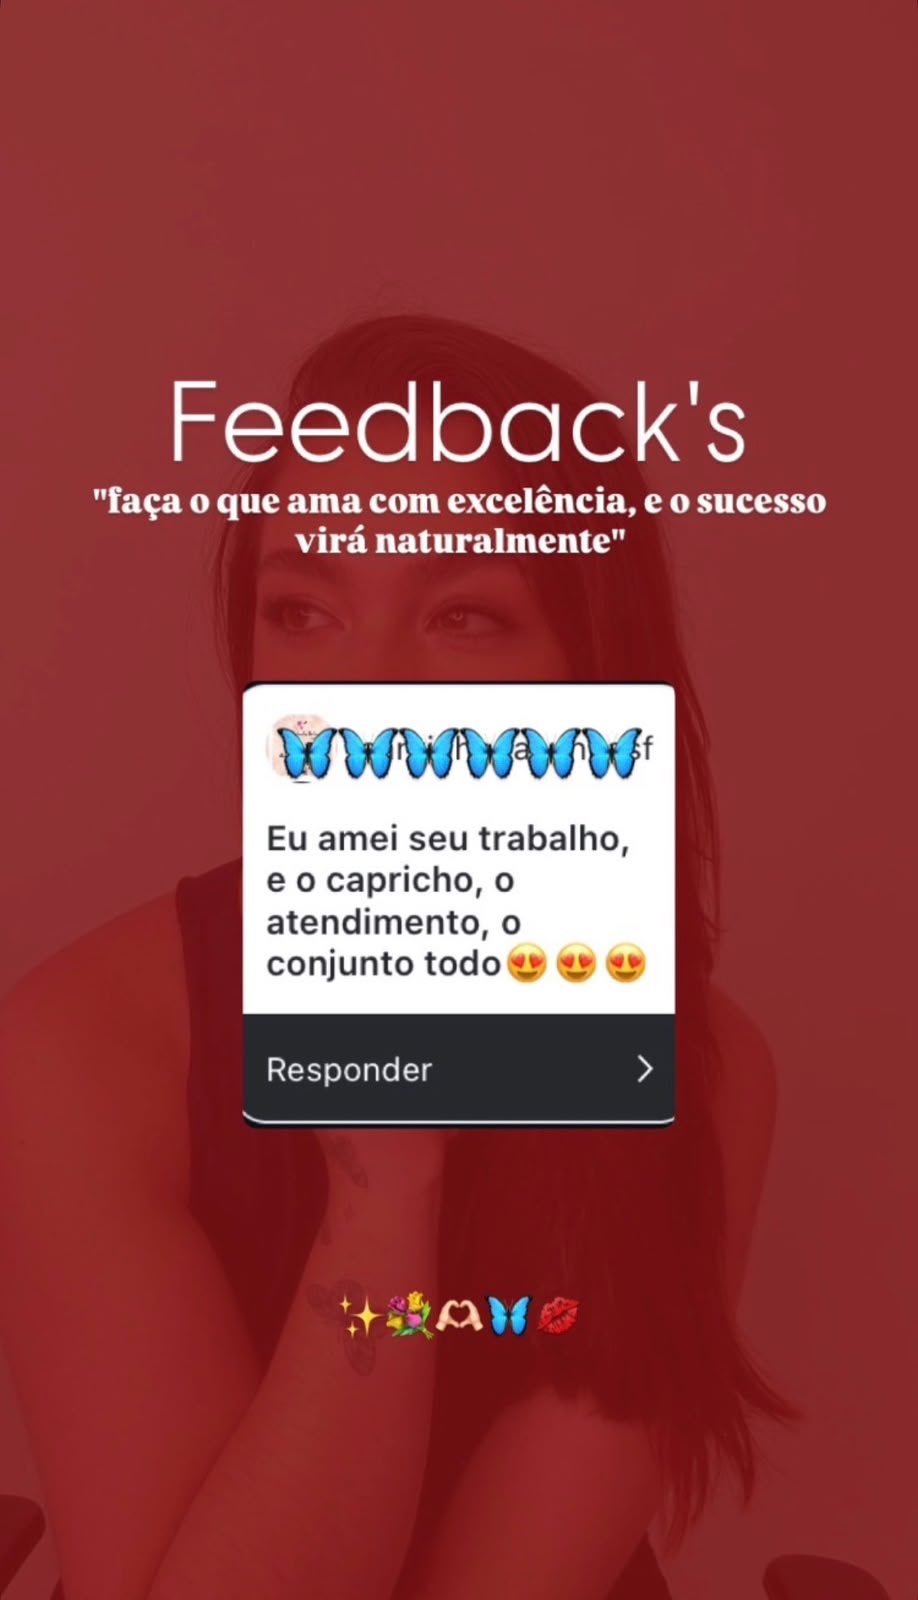 Feedback's
"faça o que ama com excelência, e o sucesso
virá naturalmente"
Eu amei seu trabalho,
e o capricho, o
atendimento, o
conjunto todo😍😍😍
Responder
✨💐🫶🏻🦋💋